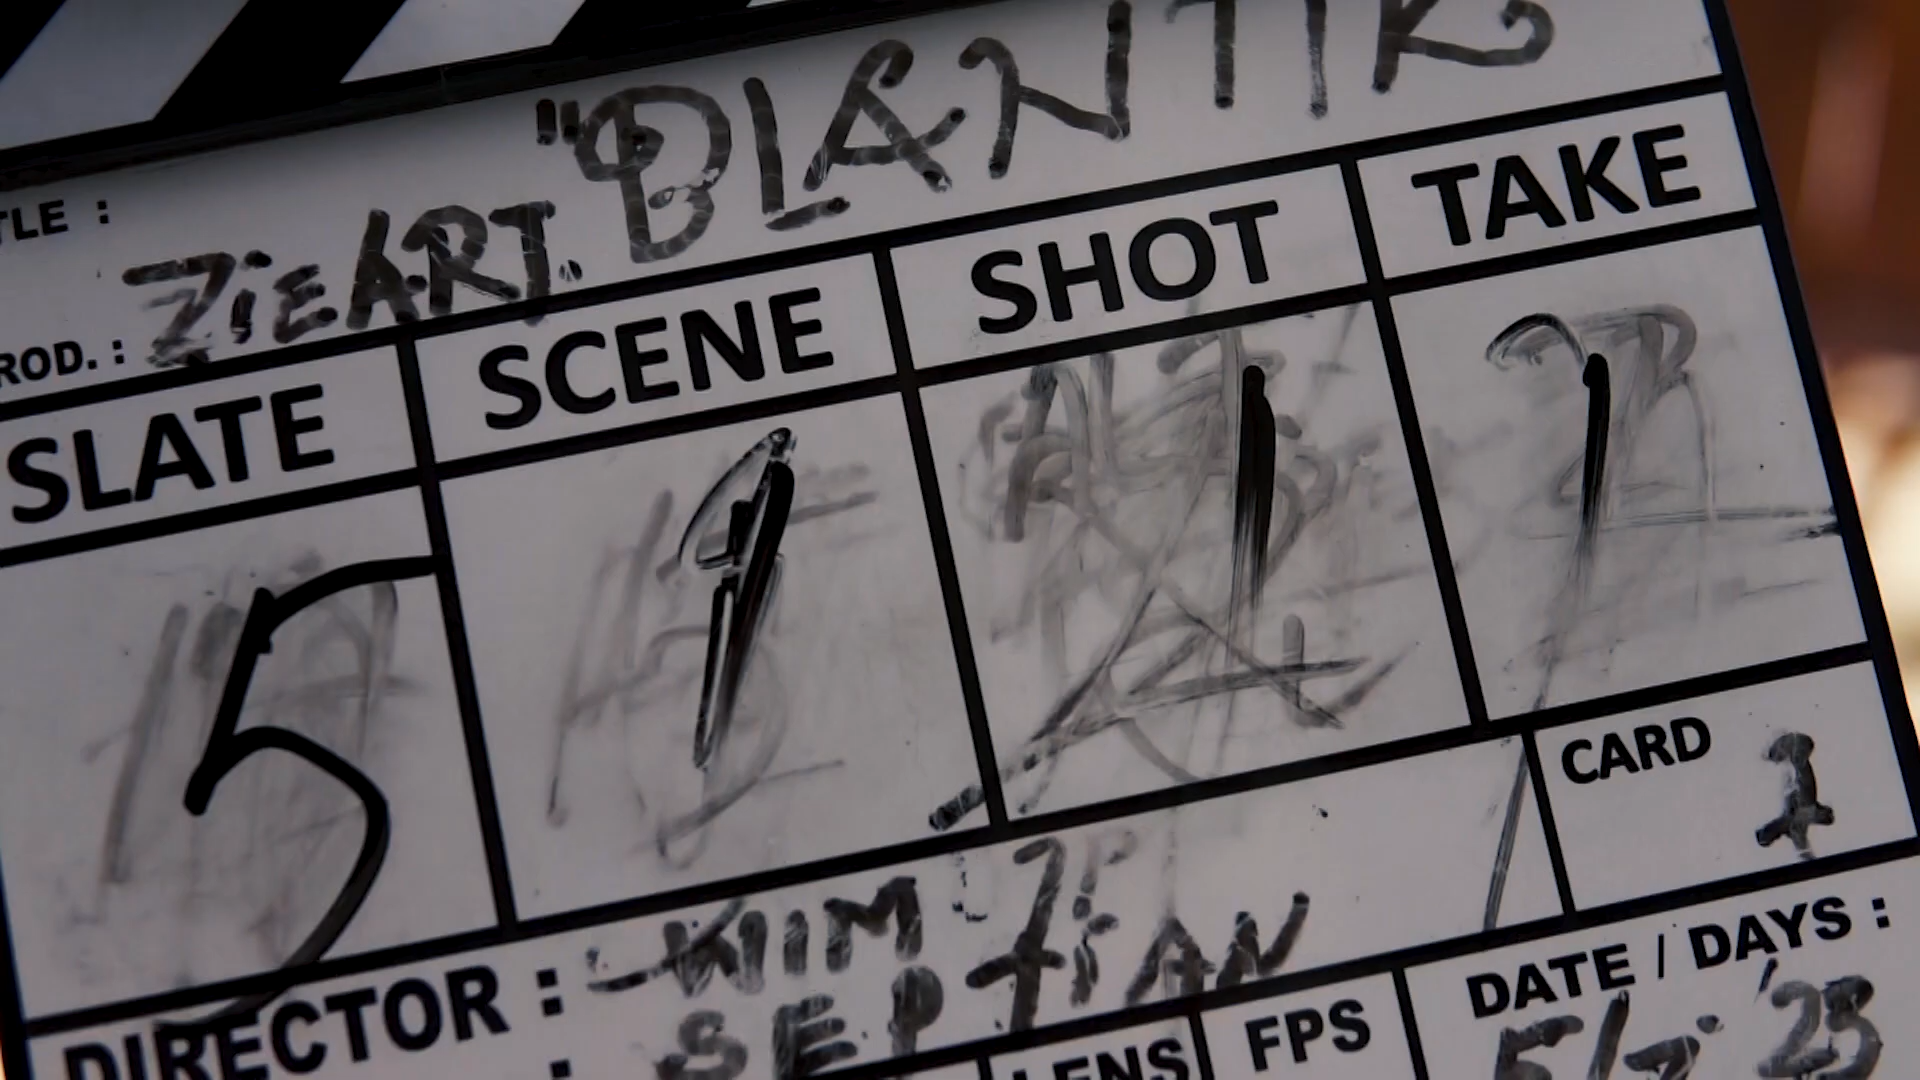 TLE : "BLANTIK
ROD. : ZiEART.
SLATE SCENE SHOT TAKE
5 1 1 1
CARD 1
DIRECTOR : KIM
SEPTIAN
LENS FPS DATE / DAYS :
'23